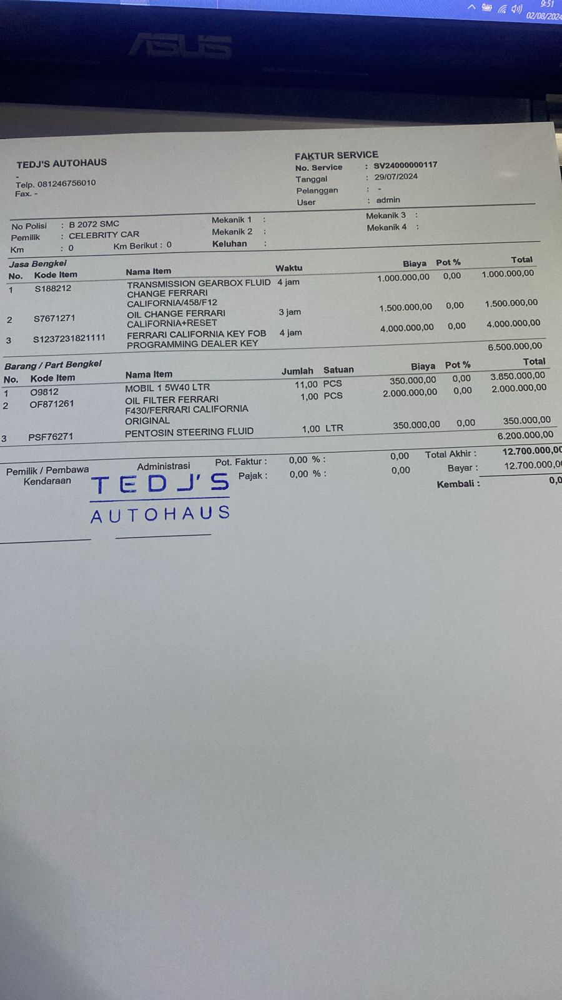 9:51
02/08/2024
ASUS
TEDJ'S AUTOHAUS
-
Telp. 081246756010
Fax. -
FAKTUR SERVICE
No. Service : SV24000000117
Tanggal : 29/07/2024
Pelanggan : -
User : admin
No Polisi : B 2072 SMC
Pemilik : CELEBRITY CAR
Km : 0 Km Berikut : 0
Mekanik 1 :
Mekanik 2 :
Keluhan :
Mekanik 3 :
Mekanik 4 :
Jasa Bengkel
No. Kode Item Nama Item Waktu Biaya Pot % Total
1 S188212 TRANSMISSION GEARBOX FLUID 4 jam 1.000.000,00 0,00 1.000.000,00
CHANGE FERRARI
CALIFORNIA/458/F12
2 S7671271 OIL CHANGE FERRARI 3 jam 1.500.000,00 0,00 1.500.000,00
CALIFORNIA+RESET
3 S1237231821111 FERRARI CALIFORNIA KEY FOB 4 jam 4.000.000,00 0,00 4.000.000,00
PROGRAMMING DEALER KEY
6.500.000,00
Barang / Part Bengkel
No. Kode Item Nama Item Jumlah Satuan Biaya Pot % Total
1 O9812 MOBIL 1 5W40 LTR 11,00 PCS 350.000,00 0,00 3.850.000,00
2 OF871261 OIL FILTER FERRARI 1,00 PCS 2.000.000,00 0,00 2.000.000,00
F430/FERRARI CALIFORNIA
ORIGINAL
3 PSF76271 PENTOSIN STEERING FLUID 1,00 LTR 350.000,00 0,00 350.000,00
6.200.000,00
Pemilik / Pembawa
Kendaraan
Administrasi
Pot. Faktur : 0,00 % : 0,00 Total Akhir : 12.700.000,00
Pajak : 0,00 % : 0,00 Bayar : 12.700.000,00
Kembali : 0,0
TEDJ'S
AUTOHAUS